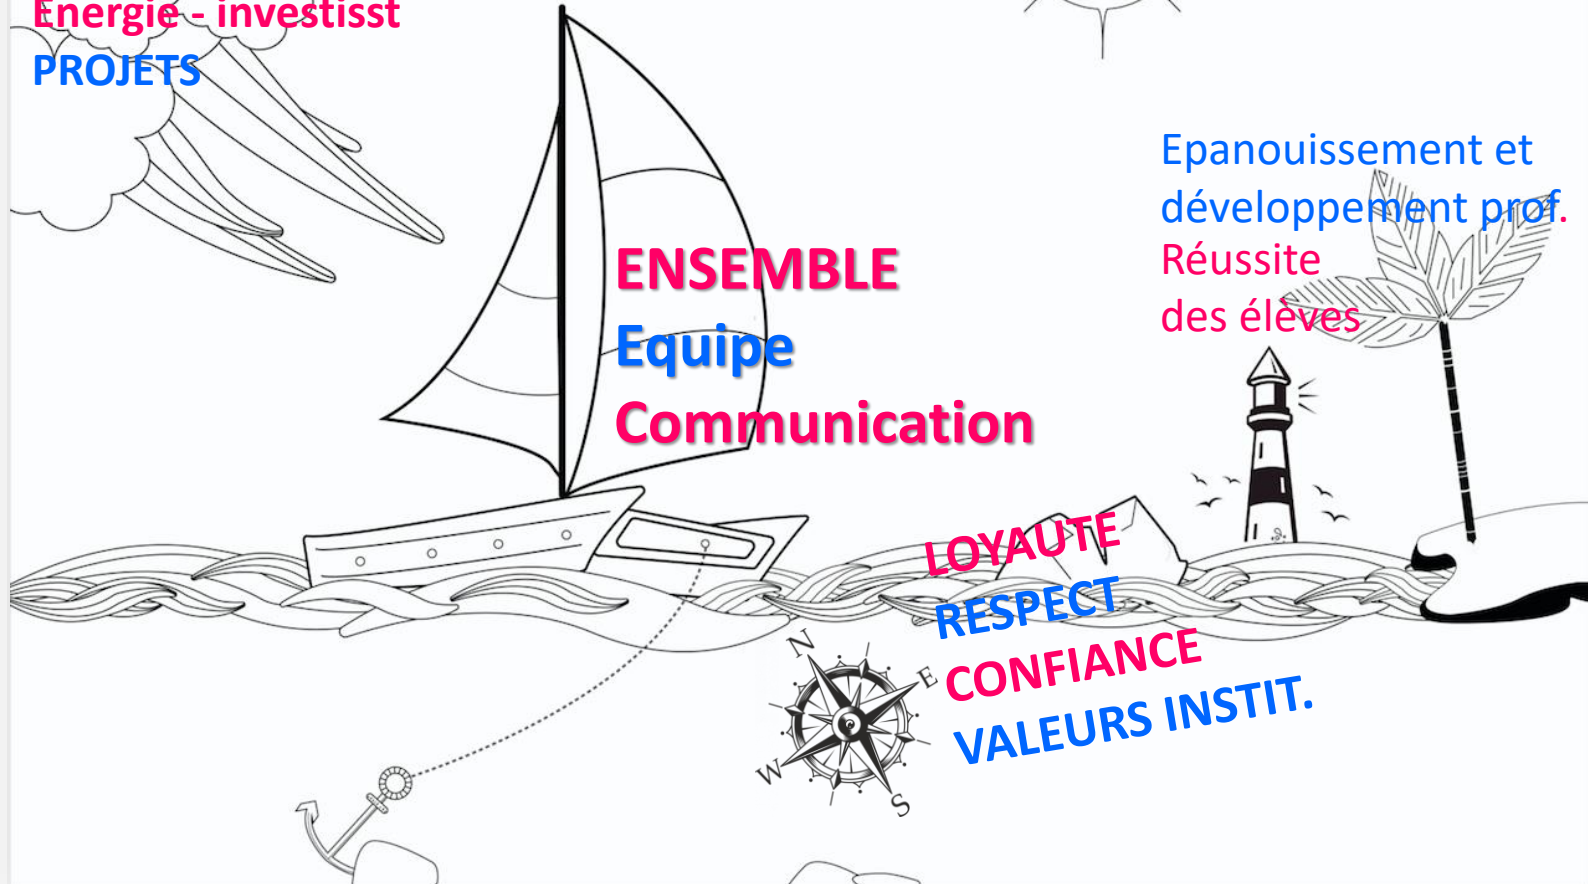 Energie - investisst
PROJETS
Epanouissement et
développement prof.
Réussite
des élèves
ENSEMBLE
Equipe
Communication
LOYAUTE
RESPECT
CONFIANCE
VALEURS INSTIT.
N
E
W
S